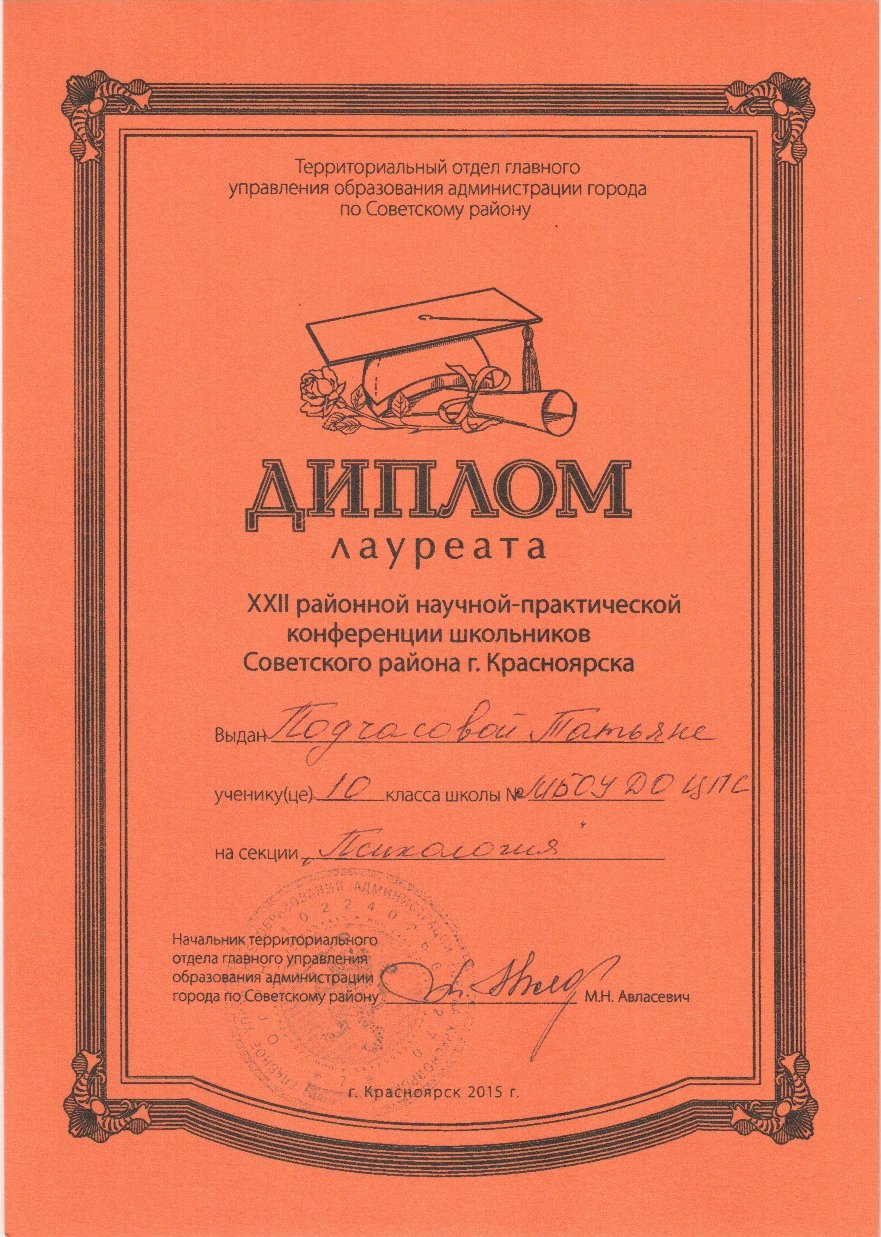 Территориальный отдел главного
управления образования администрации города
по Советскому району
ДИПЛОМ
лауреата
XXII районной научной-практической
конференции школьников
Советского района г. Красноярска
Выдан Подчасовой Татьяне
ученику(це) 10 класса школы № МБОУ ДО ЦПС
на секции „Психология"
Начальник территориального
отдела главного управления
образования администрации
города по Советскому району М.Н. Авласевич
г. Красноярск 2015 г.